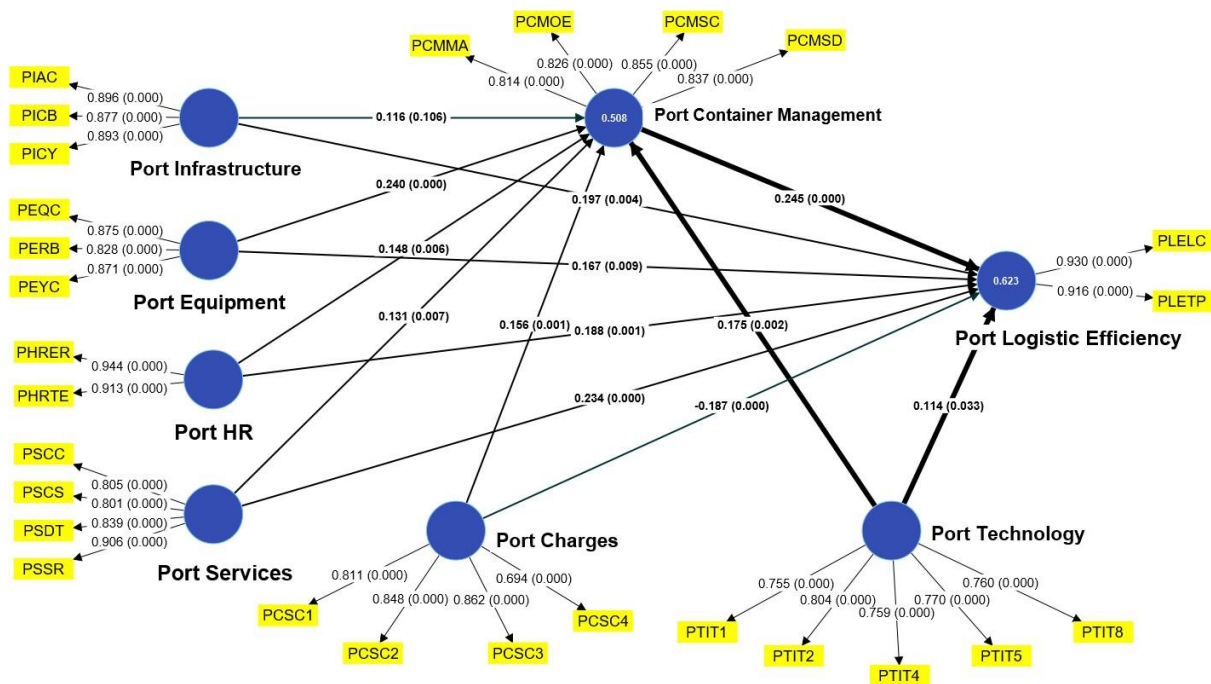 PCMMA
PCMOE
PCMSC
PCMSD
0.814 (0.000)
0.826 (0.000)
0.855 (0.000)
0.837 (0.000)
0.508
Port Container Management
PIAC
PICB
PICY
0.896 (0.000)
0.877 (0.000)
0.893 (0.000)
Port Infrastructure
0.116 (0.106)
0.197 (0.004)
PEQC
PERB
PEYC
0.875 (0.000)
0.828 (0.000)
0.871 (0.000)
Port Equipment
0.240 (0.000)
0.167 (0.009)
0.245 (0.000)
PHRER
PHRTE
0.944 (0.000)
0.913 (0.000)
Port HR
0.148 (0.006)
0.188 (0.001)
PSCC
PSCS
PSDT
PSSR
0.805 (0.000)
0.801 (0.000)
0.839 (0.000)
0.906 (0.000)
Port Services
0.131 (0.007)
0.234 (0.000)
PCSC1
PCSC2
PCSC3
PCSC4
0.811 (0.000)
0.848 (0.000)
0.862 (0.000)
0.694 (0.000)
Port Charges
0.156 (0.001)
-0.187 (0.000)
PTIT1
PTIT2
PTIT4
PTIT5
PTIT8
0.755 (0.000)
0.804 (0.000)
0.759 (0.000)
0.770 (0.000)
0.760 (0.000)
Port Technology
0.175 (0.002)
0.114 (0.033)
0.623
Port Logistic Efficiency
PLELC
PLETP
0.930 (0.000)
0.916 (0.000)